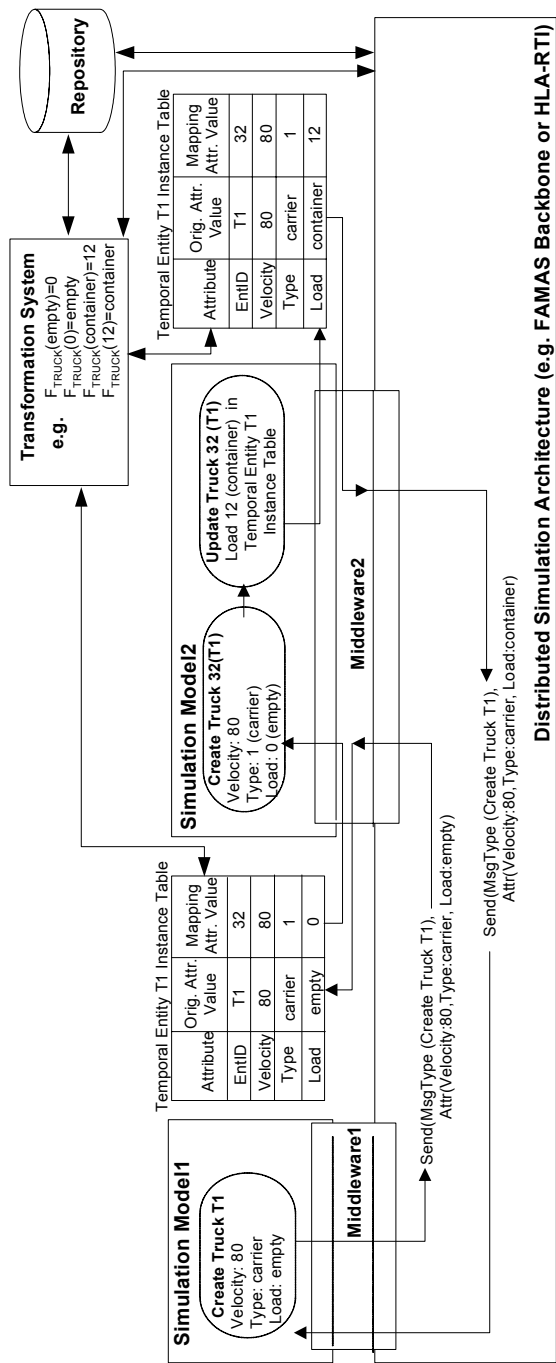 Simulation Model1
Create Truck T1
Velocity: 80
Type: carrier
Load: empty
Middleware1
Temporal Entity T1 Instance Table
Attribute Orig. Attr. Value Mapping Attr. Value
EntID T1 32
Velocity 80 80
Type carrier 1
Load empty 0
Simulation Model2
Create Truck 32(T1)
Velocity: 80
Type: 1 (carrier)
Load: 0 (empty)
Update Truck 32 (T1)
Load 12 (container) in
Temporal Entity T1
Instance Table
Middleware2
Transformation System
e.g. F_TRUCK(empty)=0
F_TRUCK(0)=empty
F_TRUCK(container)=12
F_TRUCK(12)=container
Repository
Temporal Entity T1 Instance Table
Attribute Orig. Attr. Value Mapping Attr. Value
EntID T1 32
Velocity 80 80
Type carrier 1
Load container 12
Send(MsgType (Create Truck T1),
Attr(Velocity:80,Type:carrier, Load:empty)
Send(MsgType (Create Truck T1),
Attr(Velocity:80,Type:carrier, Load:container)
Distributed Simulation Architecture (e.g. FAMAS Backbone or HLA-RTI)